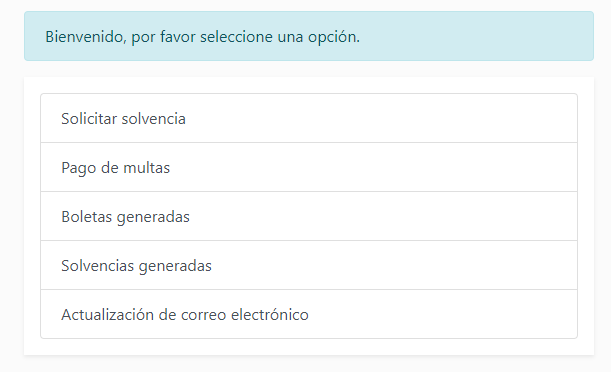 Bienvenido, por favor seleccione una opción.
Solicitar solvencia
Pago de multas
Boletas generadas
Solvencias generadas
Actualización de correo electrónico